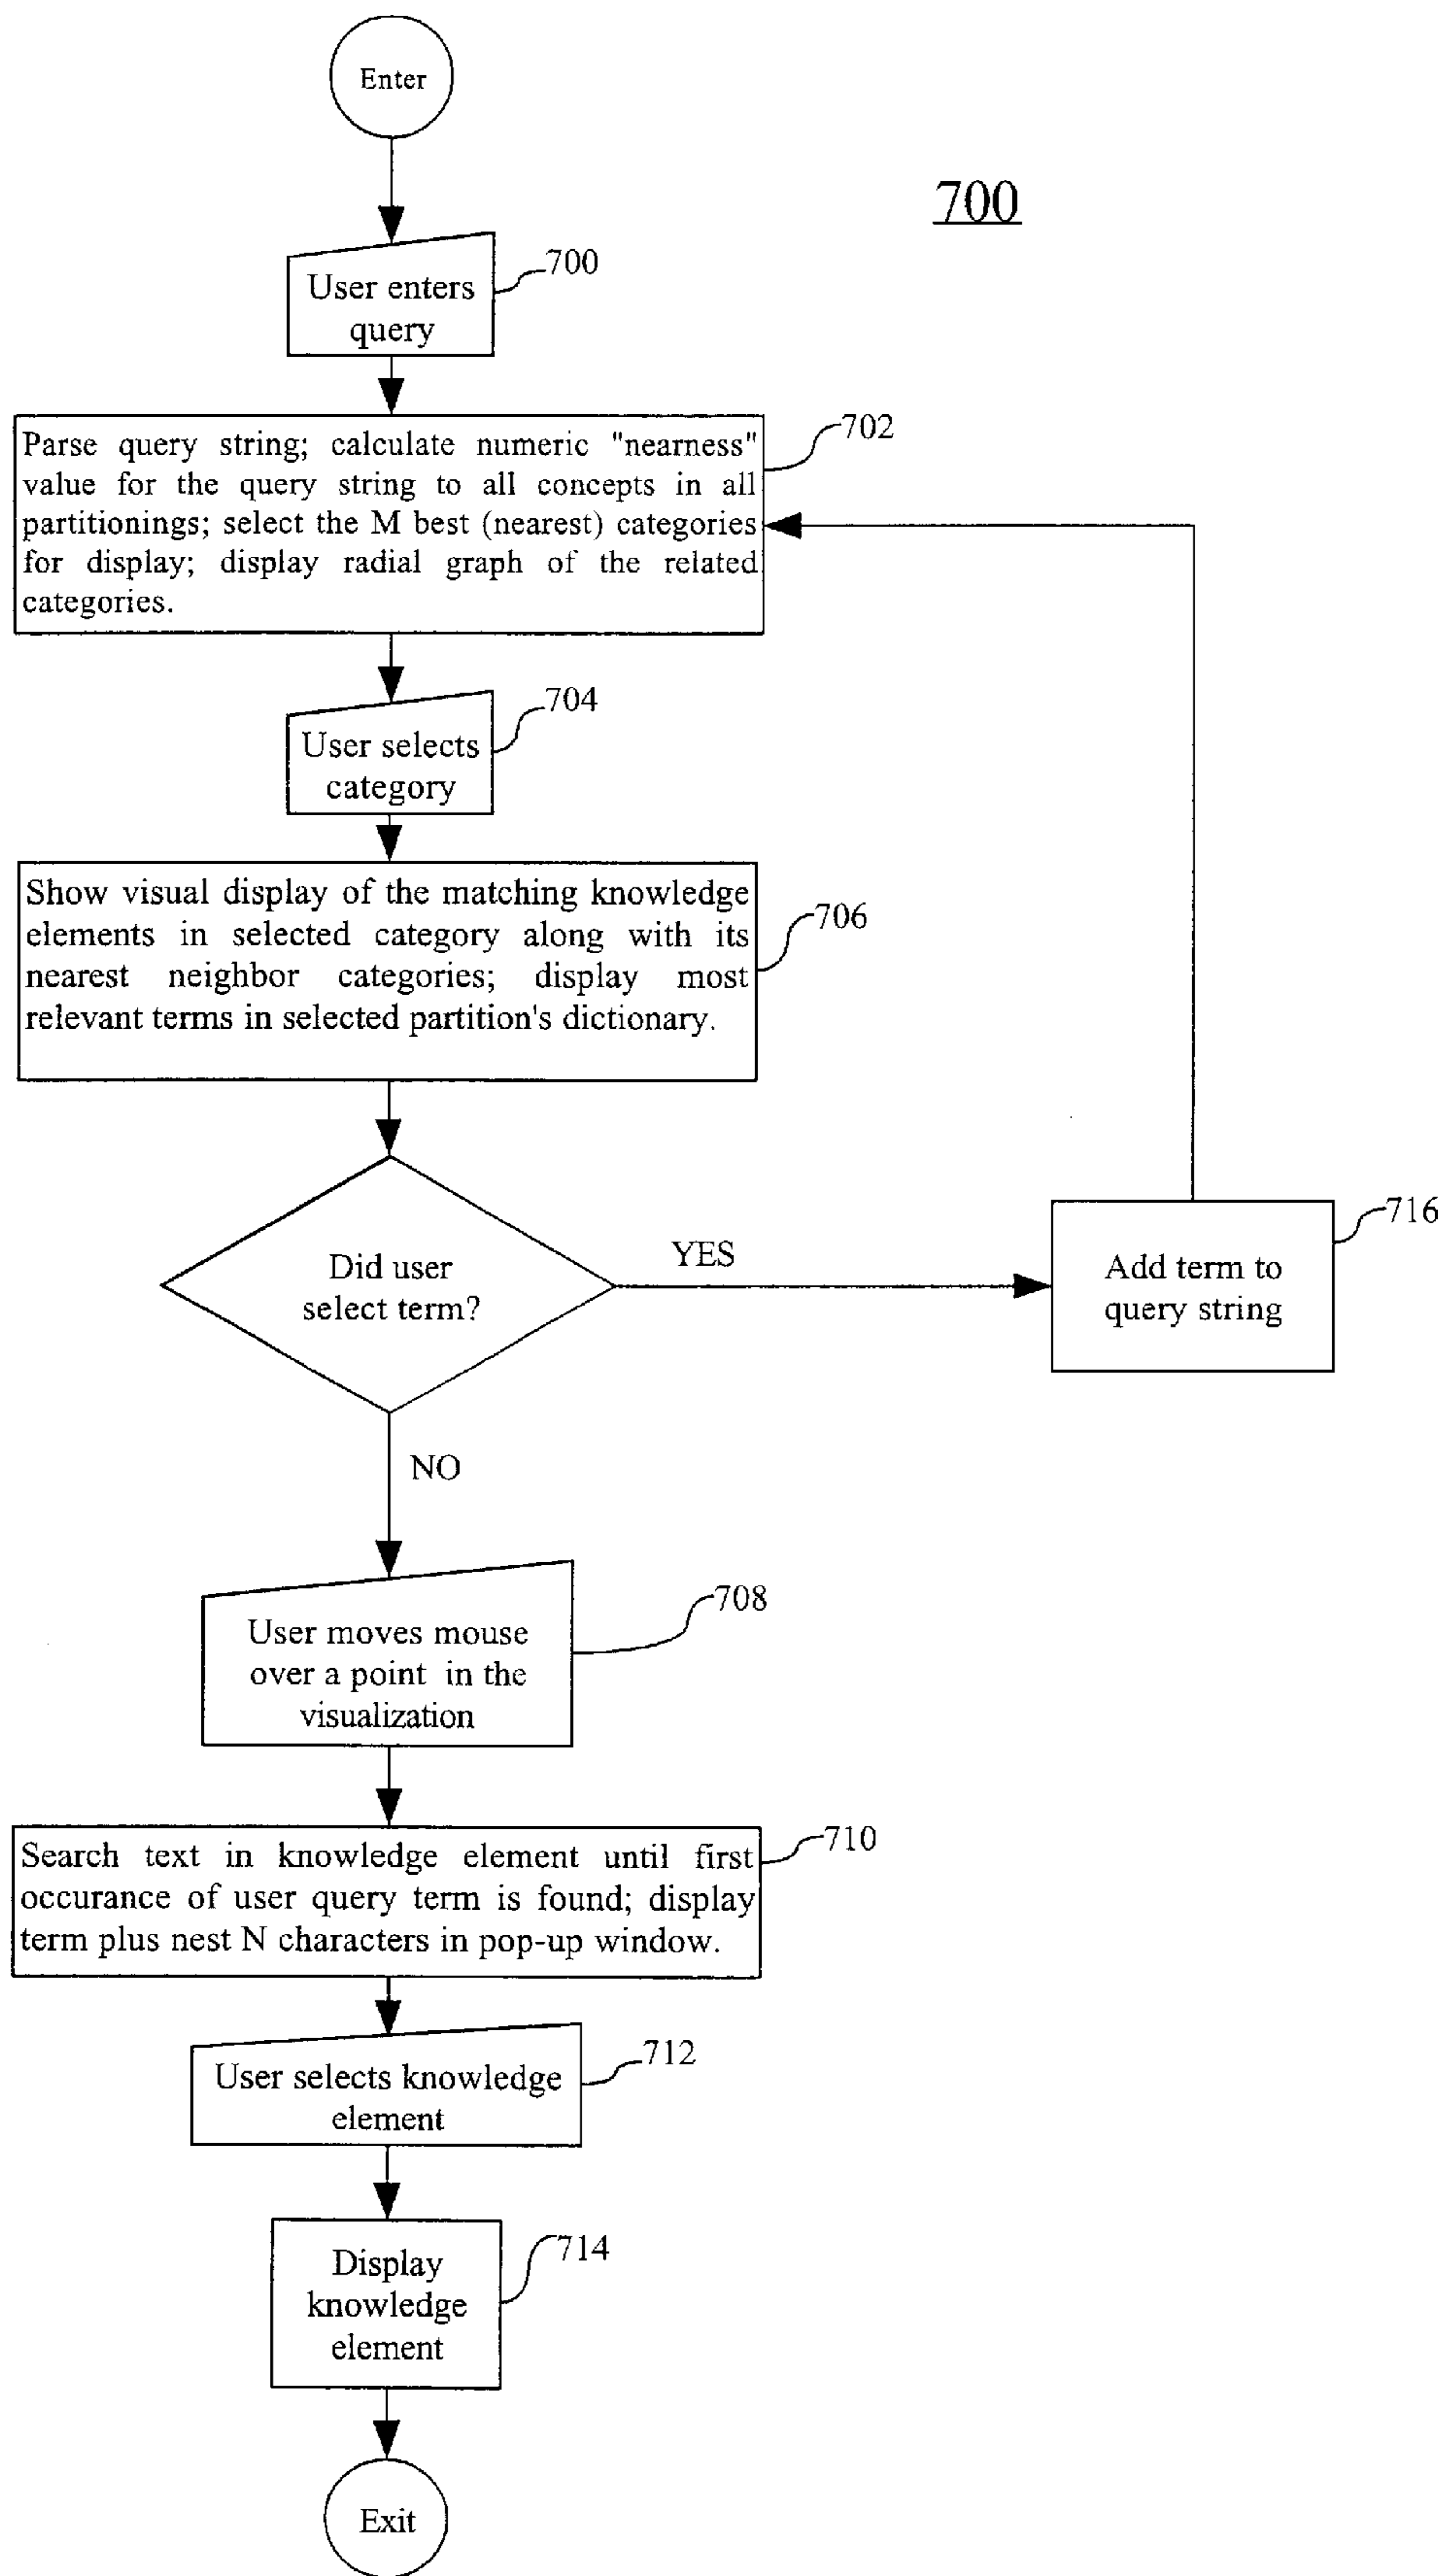 Enter
700
700
User enters
query
702
Parse query string; calculate numeric "nearness"
value for the query string to all concepts in all
partitionings; select the M best (nearest) categories
for display; display radial graph of the related
categories.
704
User selects
category
706
Show visual display of the matching knowledge
elements in selected category along with its
nearest neighbor categories; display most
relevant terms in selected partition's dictionary.
Did user
select term?
YES
716
Add term to
query string
NO
708
User moves mouse
over a point in the
visualization
710
Search text in knowledge element until first
occurance of user query term is found; display
term plus nest N characters in pop-up window.
712
User selects knowledge
element
714
Display
knowledge
element
Exit